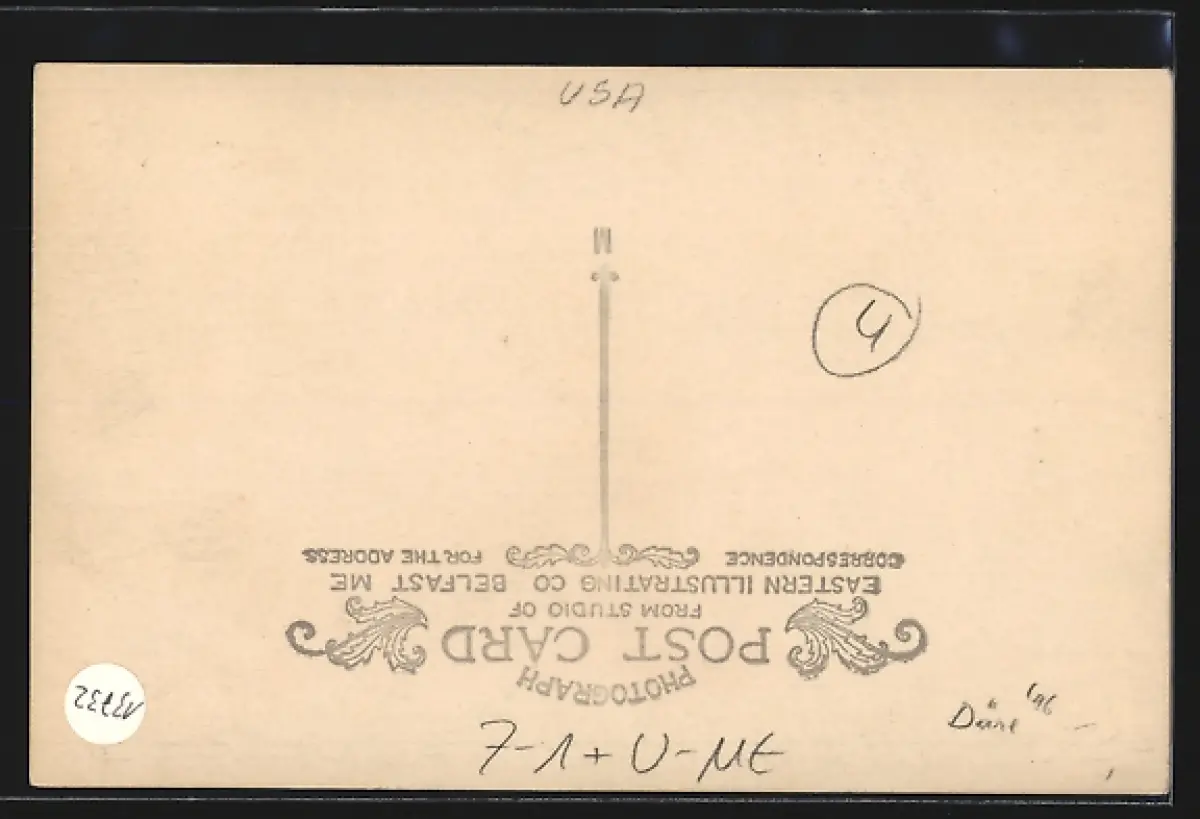 USA
M
4
CORRESPONDENCE FOR THE ADDRESS
EASTERN ILLUSTRATING CO BELFAST ME
FROM STUDIO OF
POST CARD
PHOTOGRAPH
7-1+U-ME
'96